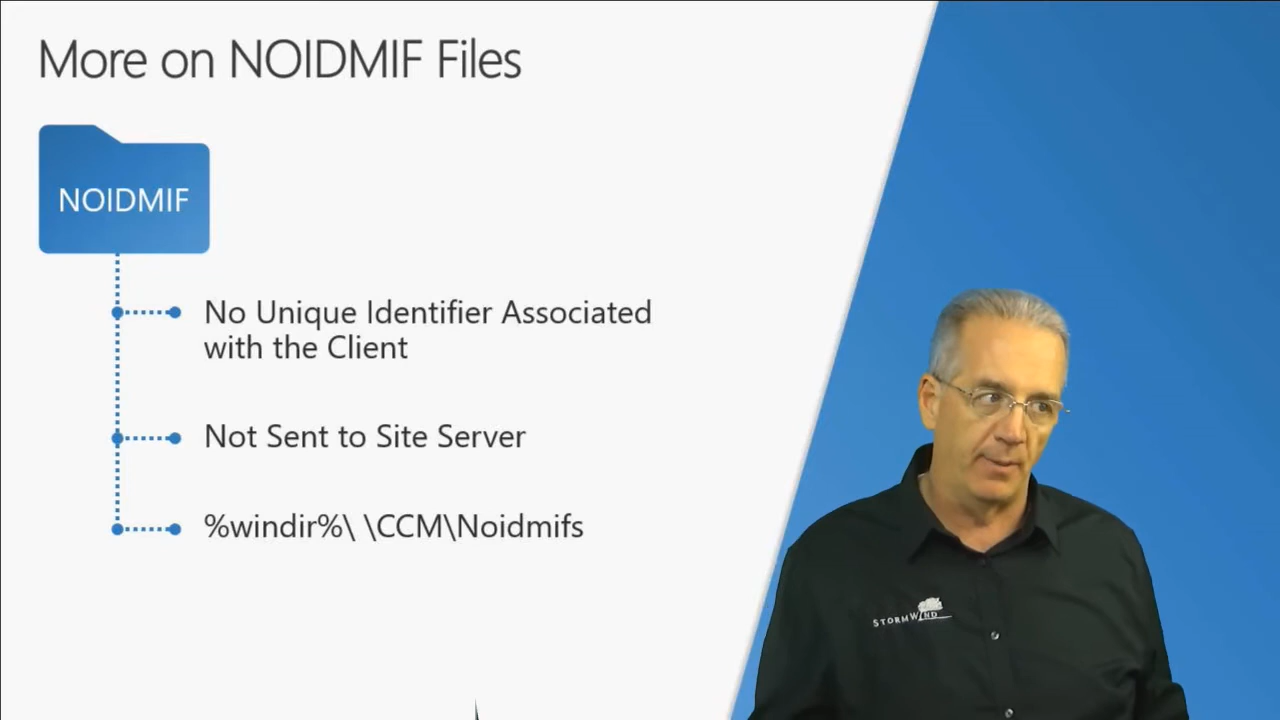 More on NOIDMIF Files
NOIDMIF
No Unique Identifier Associated
with the Client
Not Sent to Site Server
%windir%\ \CCM\Noidmifs
STORMWIND